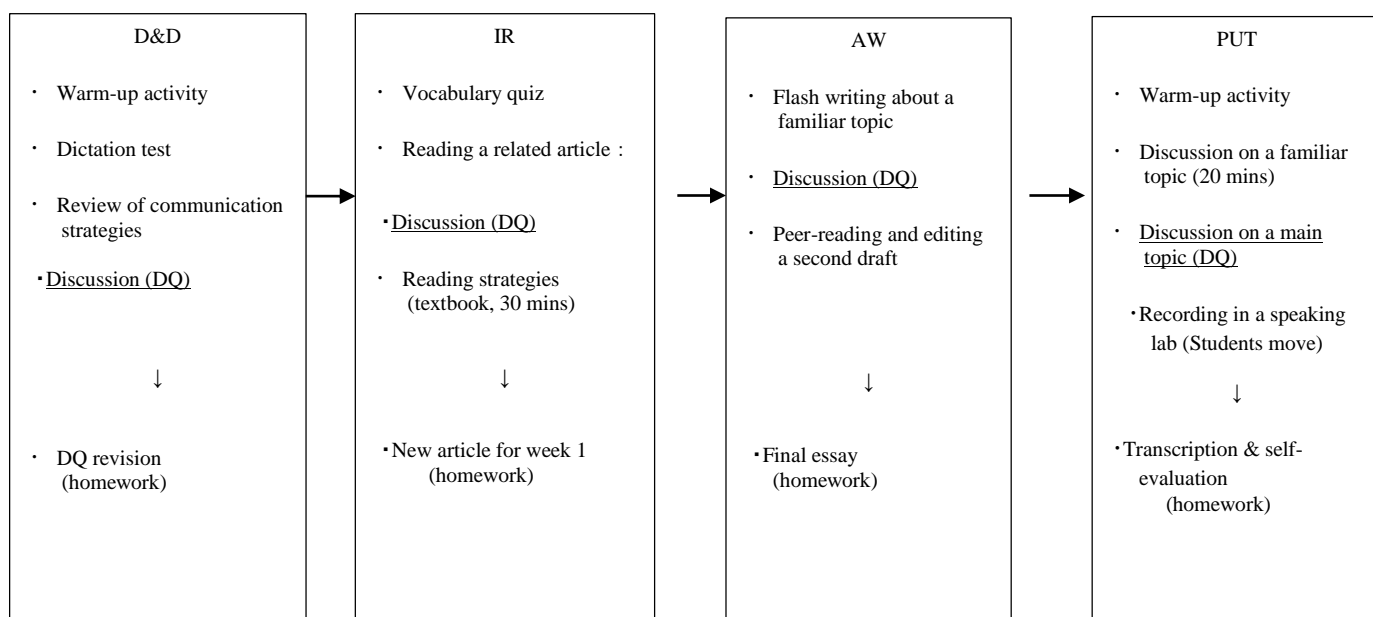 D&D
・ Warm-up activity
・ Dictation test
・ Review of communication
strategies
・Discussion (DQ)
↓
・ DQ revision
(homework)
IR
・ Vocabulary quiz
・ Reading a related article :
・Discussion (DQ)
・ Reading strategies
(textbook, 30 mins)
↓
・New article for week 1
(homework)
AW
・ Flash writing about a
familiar topic
・ Discussion (DQ)
・ Peer-reading and editing
a second draft
↓
・Final essay
(homework)
PUT
・ Warm-up activity
・ Discussion on a familiar
topic (20 mins)
・ Discussion on a main
topic (DQ)
・Recording in a speaking
lab (Students move)
↓
・Transcription & self-
evaluation
(homework)